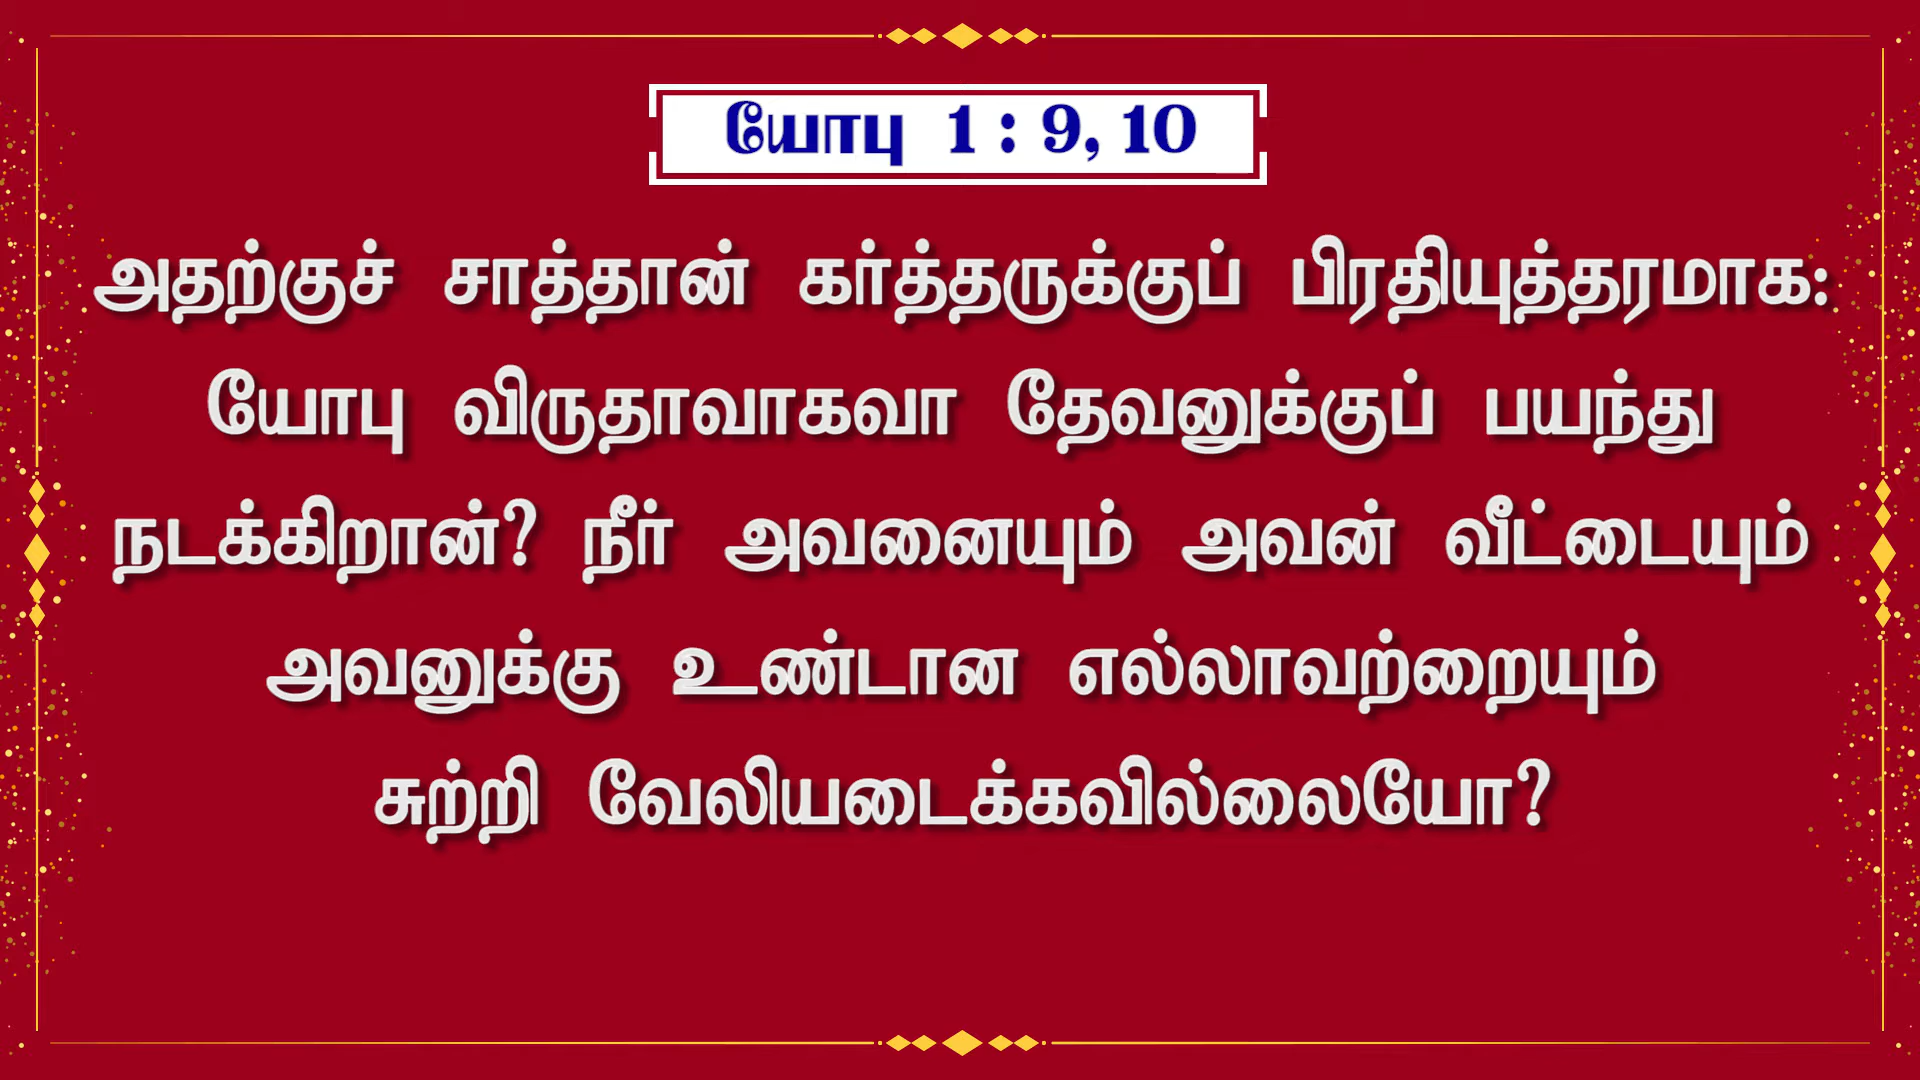 யோபு 1 : 9, 10
அதற்குச் சாத்தான் கர்த்தருக்குப் பிரதியுத்தரமாக:
யோபு விருதாவாகவா தேவனுக்குப் பயந்து
நடக்கிறான்? நீர் அவனையும் அவன் வீட்டையும்
அவனுக்கு உண்டான எல்லாவற்றையும்
சுற்றி வேலியடைக்கவில்லையோ?